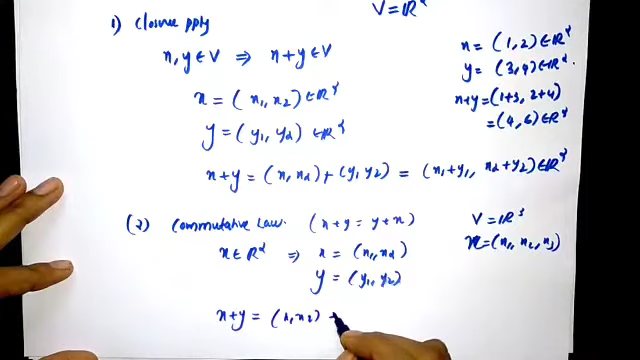 V = ℝ²
1) Closure pply
x, y ∈ V ⇒ x+y ∈ V
x = (x₁, x₂) ∈ ℝ²
y = (y₁, y₂) ∈ ℝ²
x+y = (x₁, x₂) + (y₁, y₂) = (x₁+y₁, x₂+y₂) ∈ ℝ²
x = (1, 2) ∈ ℝ²
y = (3, 4) ∈ ℝ².
x+y = (1+3, 2+4)
= (4, 6) ∈ ℝ²
(2) Commutative Law. (x+y = y+x)
x ∈ ℝ² ⇒ x = (x₁, x₂)
y = (y₁, y₂)
x+y = (x₁, x₂) +
V = ℝ³
x = (x₁, x₂, x₃)